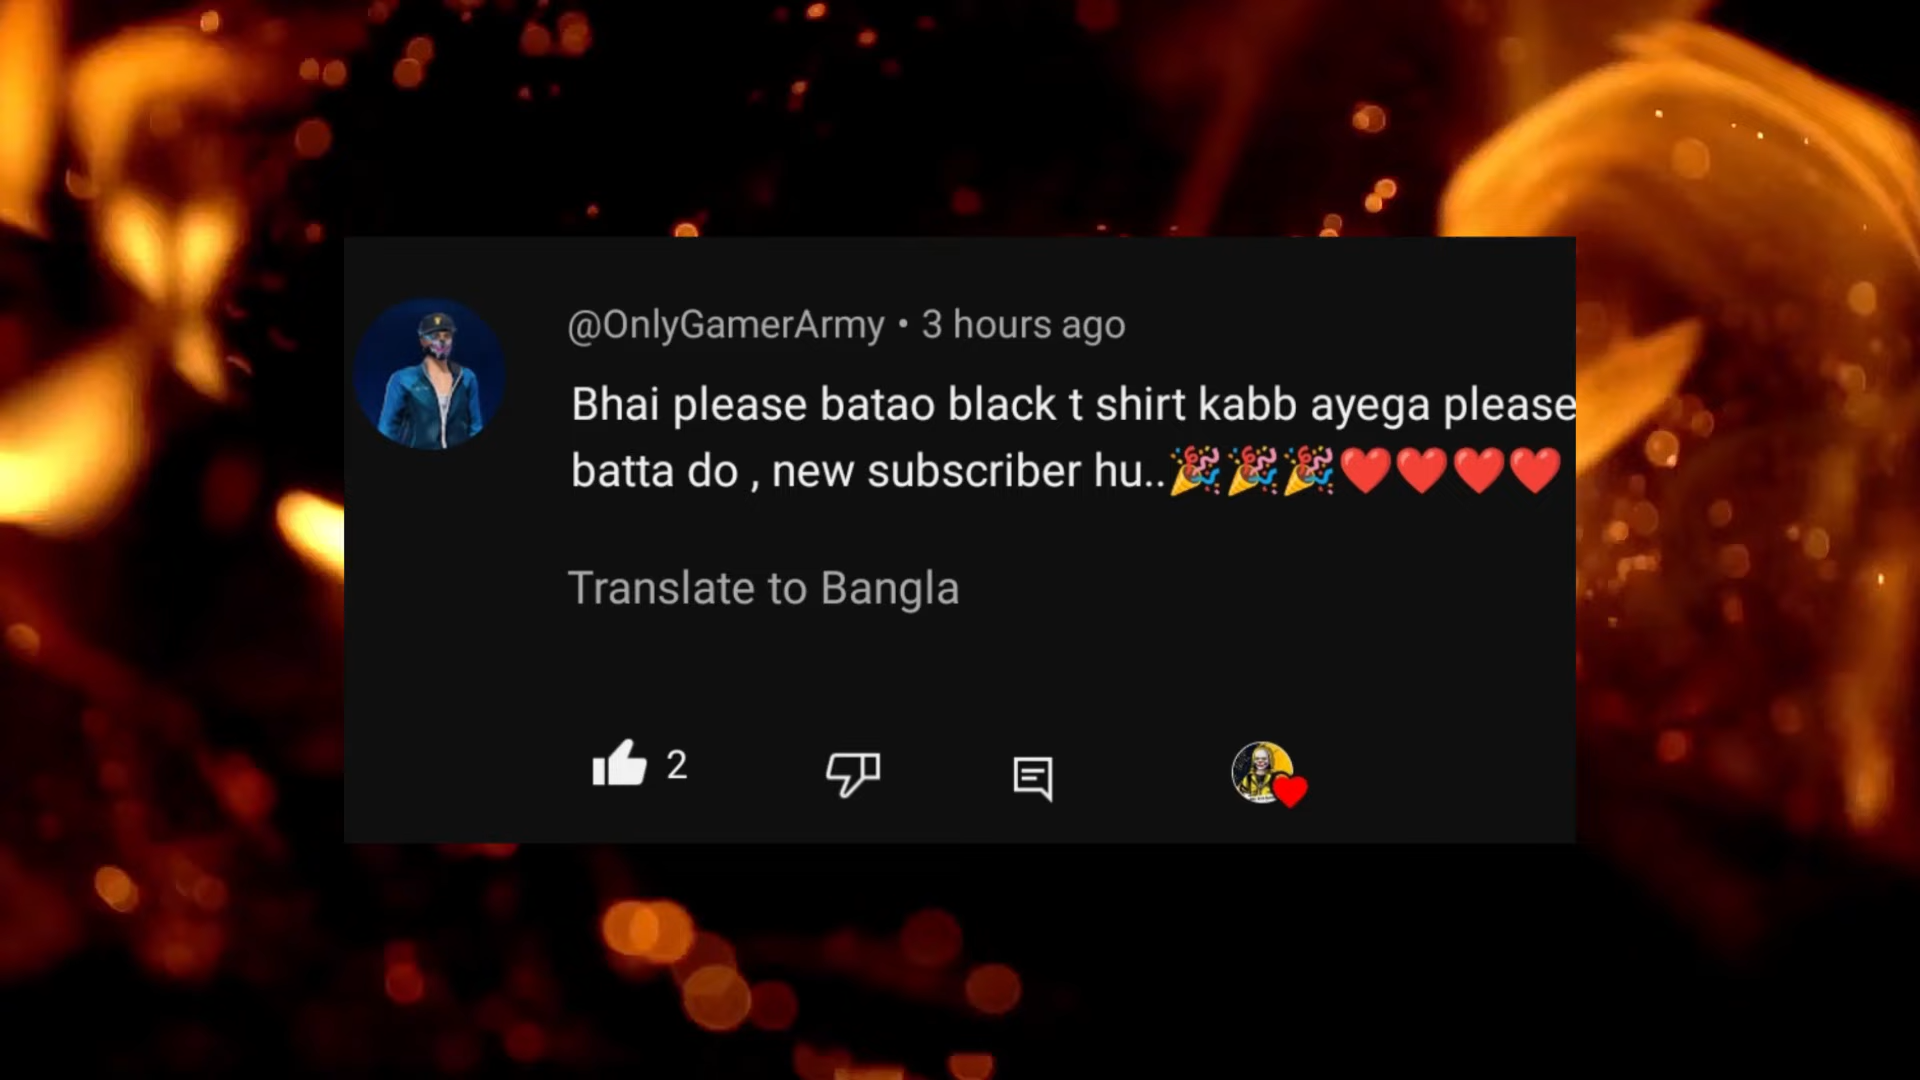 @OnlyGamerArmy • 3 hours ago
Bhai please batao black t shirt kabb ayega please
batta do , new subscriber hu..🎉🎉🎉❤️❤️❤️❤️
Translate to Bangla
2